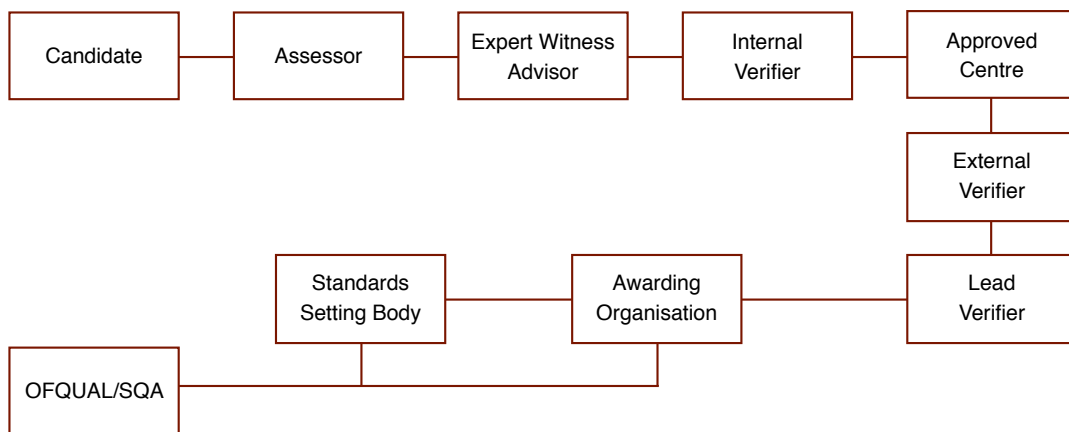 Candidate
Assessor
Expert Witness
Advisor
Internal
Verifier
Approved
Centre
External
Verifier
Standards
Setting Body
Awarding
Organisation
Lead
Verifier
OFQUAL/SQA